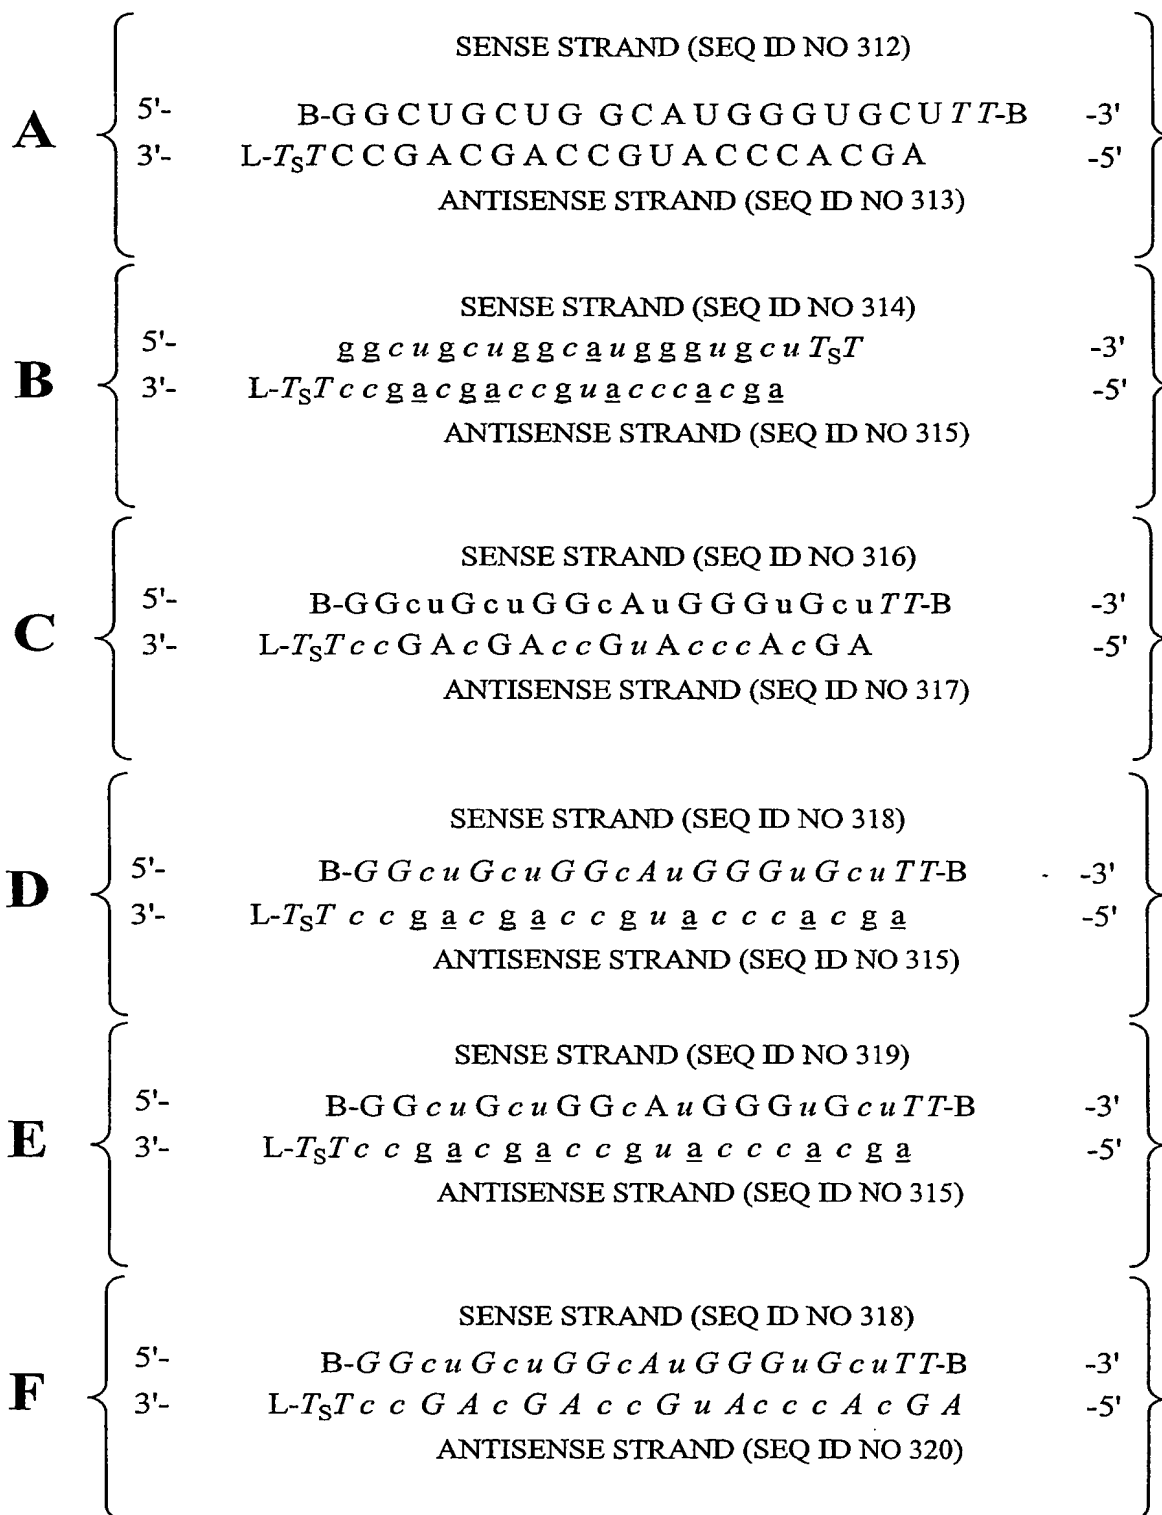 A
SENSE STRAND (SEQ ID NO 312)
5'- B-G G C U G C U G G C A U G G G U G C U T T-B -3'
3'- L-TST C C G A C G A C C G U A C C C A C G A -5'
ANTISENSE STRAND (SEQ ID NO 313)
B
SENSE STRAND (SEQ ID NO 314)
5'- g g c u g c u g g c a u g g g u g c u TST -3'
3'- L-TST c c g a c g a c c g u a c c c a c g a -5'
ANTISENSE STRAND (SEQ ID NO 315)
C
SENSE STRAND (SEQ ID NO 316)
5'- B-G G c u G c u G G c A u G G G u G c u T T-B -3'
3'- L-TST c c G A c G A c c G u A c c c A c G A -5'
ANTISENSE STRAND (SEQ ID NO 317)
D
SENSE STRAND (SEQ ID NO 318)
5'- B-G G c u G c u G G c A u G G G u G c u T T-B -3'
3'- L-TST c c g a c g a c c g u a c c c a c g a -5'
ANTISENSE STRAND (SEQ ID NO 315)
E
SENSE STRAND (SEQ ID NO 319)
5'- B-G G c u G c u G G c A u G G G u G c u T T-B -3'
3'- L-TST c c g a c g a c c g u a c c c a c g a -5'
ANTISENSE STRAND (SEQ ID NO 315)
F
SENSE STRAND (SEQ ID NO 318)
5'- B-G G c u G c u G G c A u G G G u G c u T T-B -3'
3'- L-TST c c G A c G A c c G u A c c c A c G A -5'
ANTISENSE STRAND (SEQ ID NO 320)